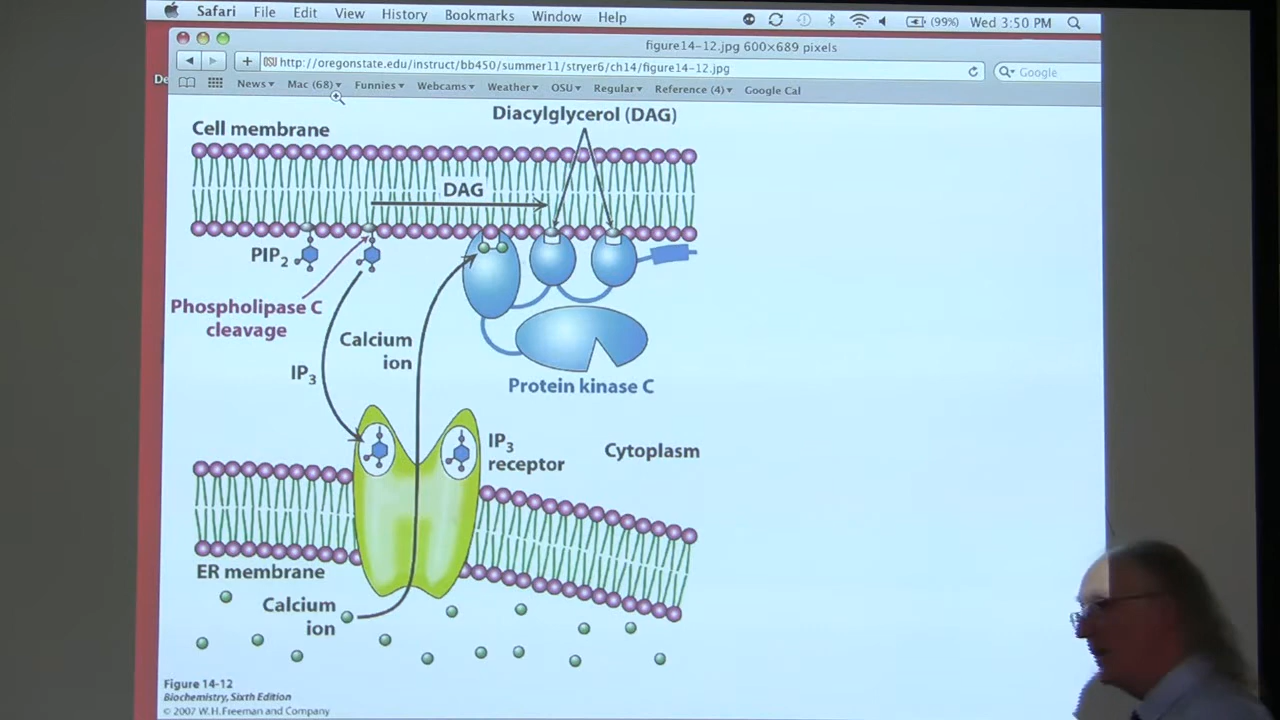 Safari File Edit View History Bookmarks Window Help (99%) Wed 3:50 PM
figure14-12.jpg 600×689 pixels
OSU http://oregonstate.edu/instruct/bb450/summer11/stryer6/ch14/figure14-12.jpg Google
De
News Mac (68) Funnies Webcams Weather OSU Regular Reference (4) Google Cal
Diacylglycerol (DAG)
Cell membrane
DAG
PIP2
Phospholipase C
cleavage
Calcium
ion
IP3
Protein kinase C
IP3
receptor
Cytoplasm
ER membrane
Calcium
ion
Figure 14-12
Biochemistry, Sixth Edition
© 2007 W.H. Freeman and Company